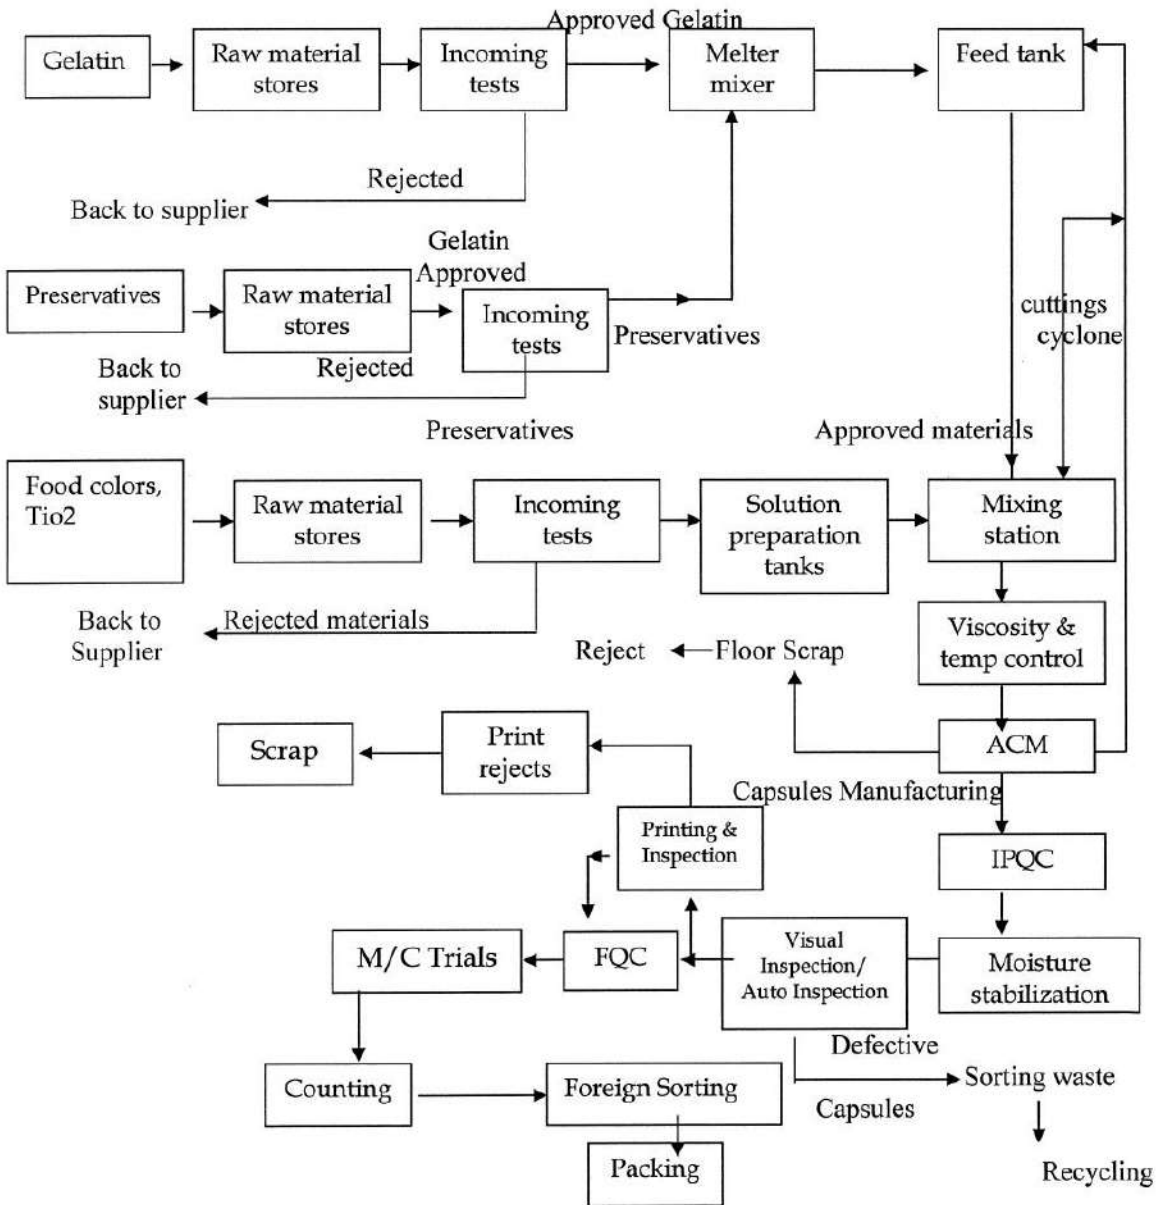 Approved Gelatin
Gelatin
Raw material
stores
Incoming
tests
Melter
mixer
Feed tank
Rejected
Back to supplier
Gelatin
Approved
Preservatives
Raw material
stores
Incoming
tests
Preservatives
cuttings
cyclone
Back to
supplier
Rejected
Preservatives
Approved materials
Food colors,
Tio2
Raw material
stores
Incoming
tests
Solution
preparation
tanks
Mixing
station
Back to
Supplier
Rejected materials
Reject
Floor Scrap
Viscosity &
temp control
Scrap
Print
rejects
ACM
Capsules Manufacturing
Printing &
Inspection
IPQC
M/C Trials
FQC
Visual
Inspection/
Auto Inspection
Moisture
stabilization
Defective
Capsules
Sorting waste
Counting
Foreign Sorting
Packing
Recycling